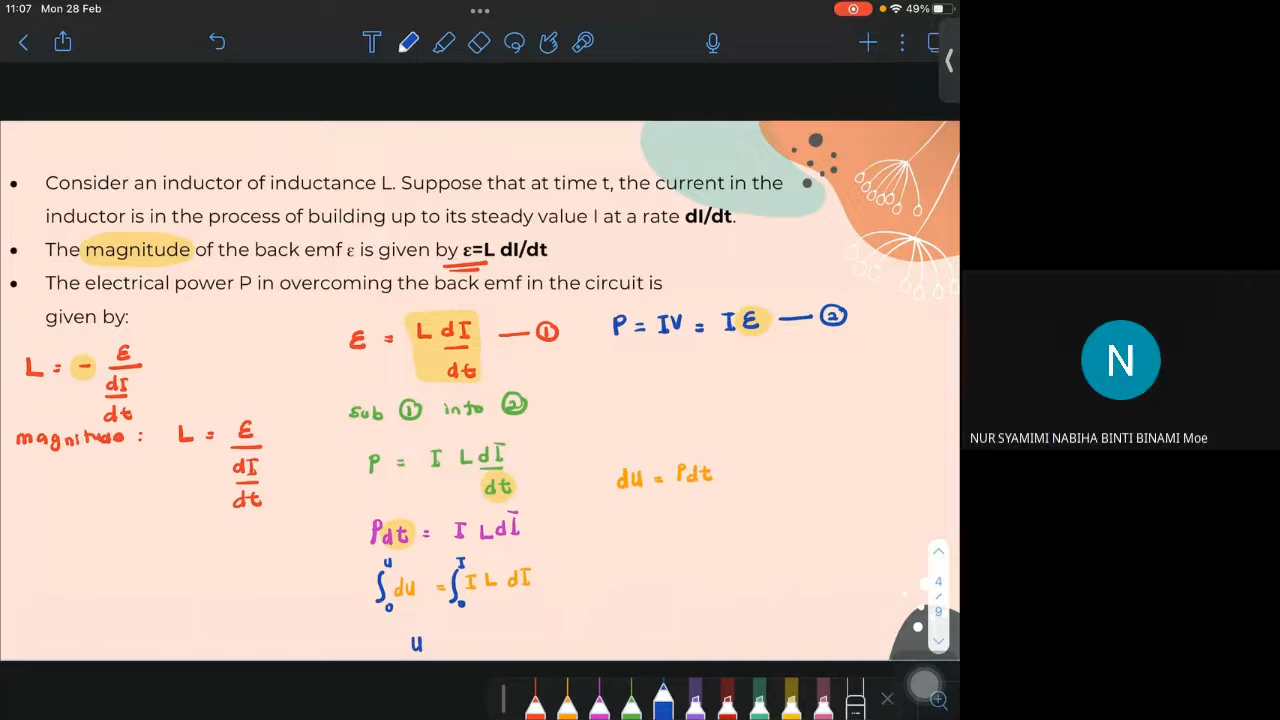 11:07 Mon 28 Feb
49%
T
• Consider an inductor of inductance L. Suppose that at time t, the current in the
inductor is in the process of building up to its steady value I at a rate dI/dt.
• The magnitude of the back emf ε is given by ε=L dI/dt
• The electrical power P in overcoming the back emf in the circuit is
given by:
L = - ε / (dI/dt)
magnitude : L = ε / (dI/dt)
ε = L dI/dt — ①
P = IV = I ε — ②
sub ① into ②
P = I L dI/dt
du = Pdt
Pdt = I L dI
∫₀ᵁ du = ∫₀ᴵ I L dI
U
4
/
9
N
NUR SYAMIMI NABIHA BINTI BINAMI Moe